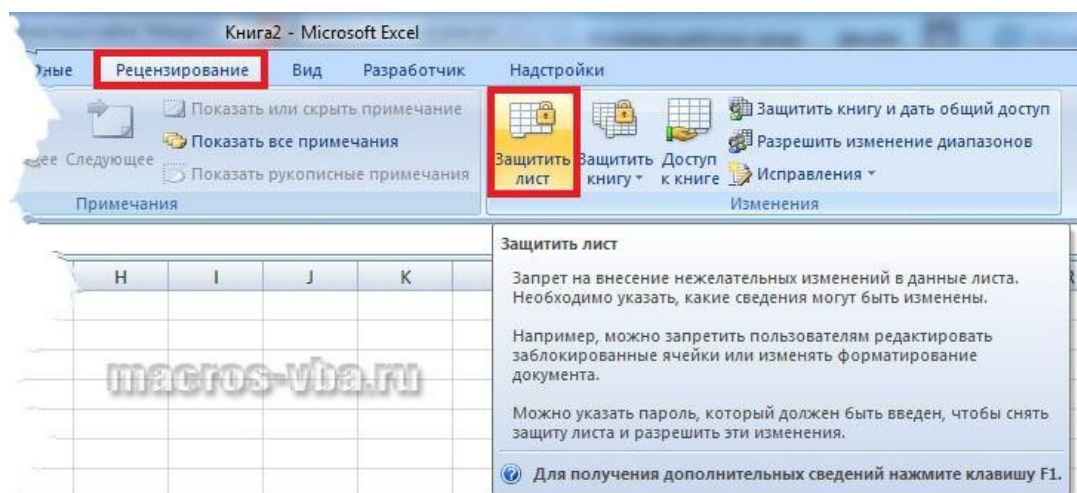 Книга2 - Microsoft Excel
Рецензирование Вид Разработчик Надстройки
Показать или скрыть примечание
Показать все примечания
Показать рукописные примечания
Следующее
Примечания
Защитить лист
Защитить книгу
Доступ к книге
Защитить книгу и дать общий доступ
Разрешить изменение диапазонов
Исправления
Изменения
Защитить лист
Запрет на внесение нежелательных изменений в данные листа.
Необходимо указать, какие сведения могут быть изменены.
Например, можно запретить пользователям редактировать
заблокированные ячейки или изменять форматирование
документа.
Можно указать пароль, который должен быть введен, чтобы снять
защиту листа и разрешить эти изменения.
Для получения дополнительных сведений нажмите клавишу F1.
H I J K
macros-vba.ru